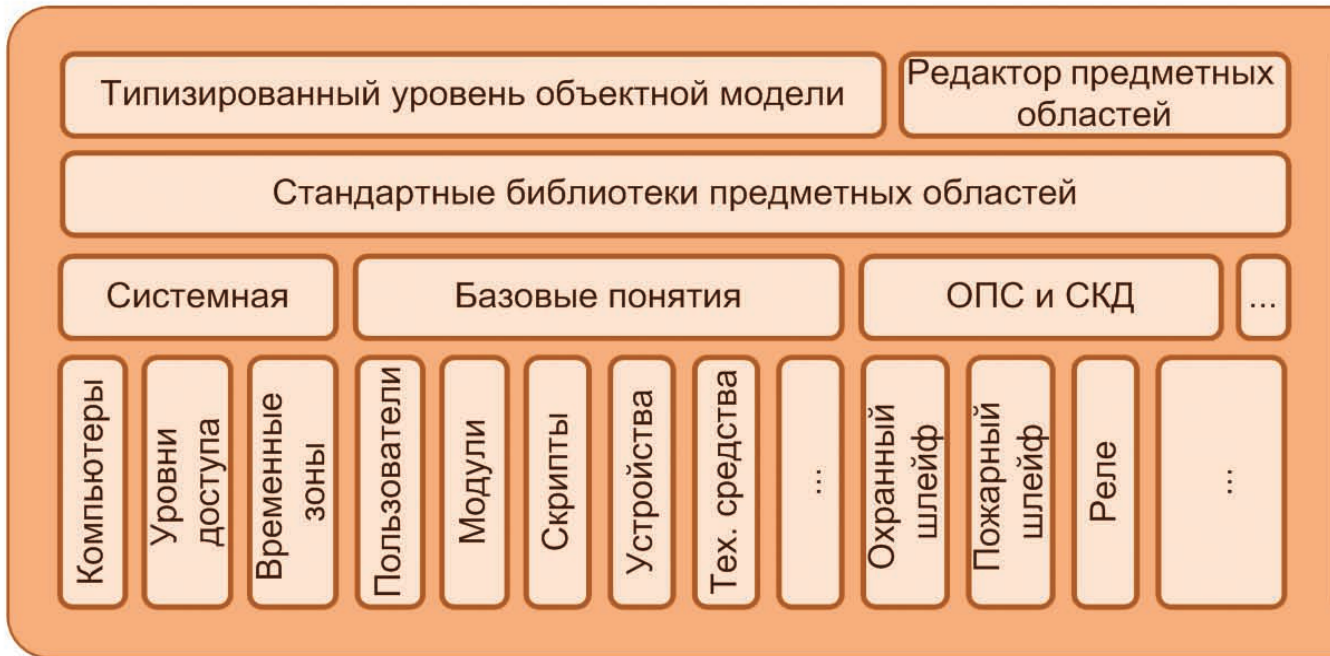 Типизированный уровень объектной модели
Редактор предметных
областей
Стандартные библиотеки предметных областей
Системная
Базовые понятия
ОПС и СКД
...
Компьютеры
Уровни
доступа
Временные
зоны
Пользователи
Модули
Скрипты
Устройства
Тех. средства
...
Охранный
шлейф
Пожарный
шлейф
Реле
...